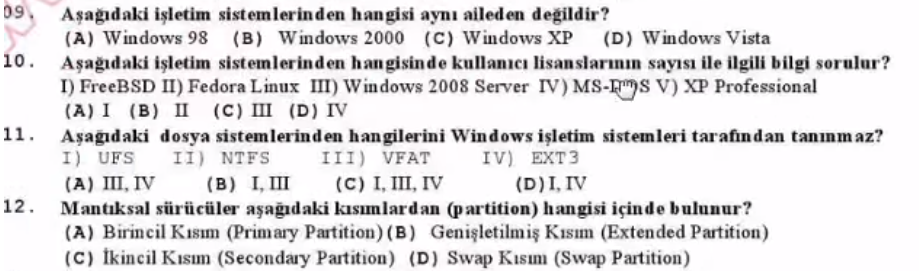 09. Aşağıdaki işletim sistemlerinden hangisi aynı aileden değildir?
(A) Windows 98 (B) Windows 2000 (C) Windows XP (D) Windows Vista
10. Aşağıdaki işletim sistemlerinden hangisinde kullanıcı lisanslarının sayısı ile ilgili bilgi sorulur?
I) FreeBSD II) Fedora Linux III) Windows 2008 Server IV) MS-DOS V) XP Professional
(A) I (B) II (C) III (D) IV
11. Aşağıdaki dosya sistemlerinden hangilerini Windows işletim sistemleri tarafından tanınmaz?
I) UFS II) NTFS III) VFAT IV) EXT3
(A) III, IV (B) I, III (C) I, III, IV (D) I, IV
12. Mantıksal sürücüler aşağıdaki kısımlardan (partition) hangisi içinde bulunur?
(A) Birincil Kısım (Primary Partition) (B) Genişletilmiş Kısım (Extended Partition)
(C) İkincil Kısım (Secondary Partition) (D) Swap Kısım (Swap Partition)